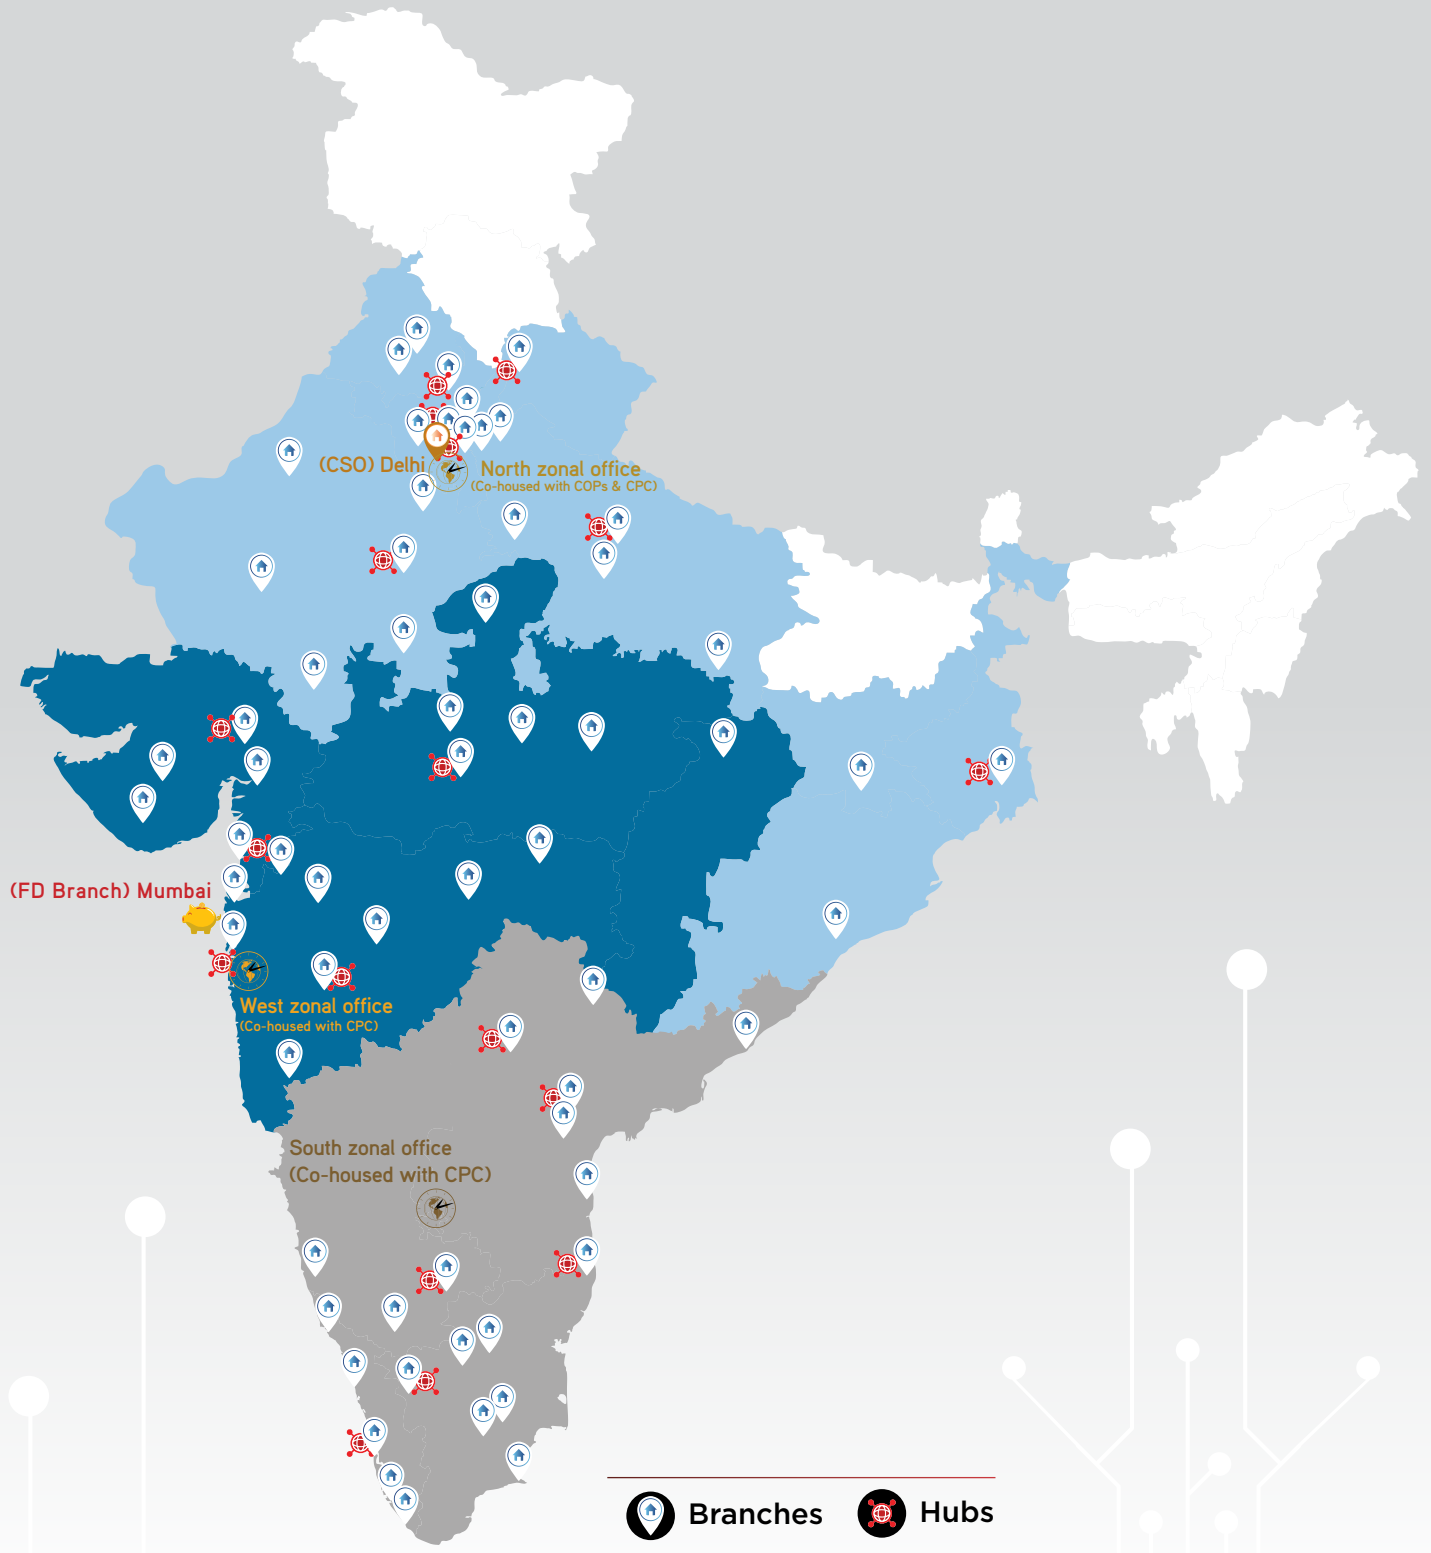 (CSO) Delhi
North zonal office
(Co-housed with COPs & CPC)
(FD Branch) Mumbai
West zonal office
(Co-housed with CPC)
South zonal office
(Co-housed with CPC)
Branches
Hubs